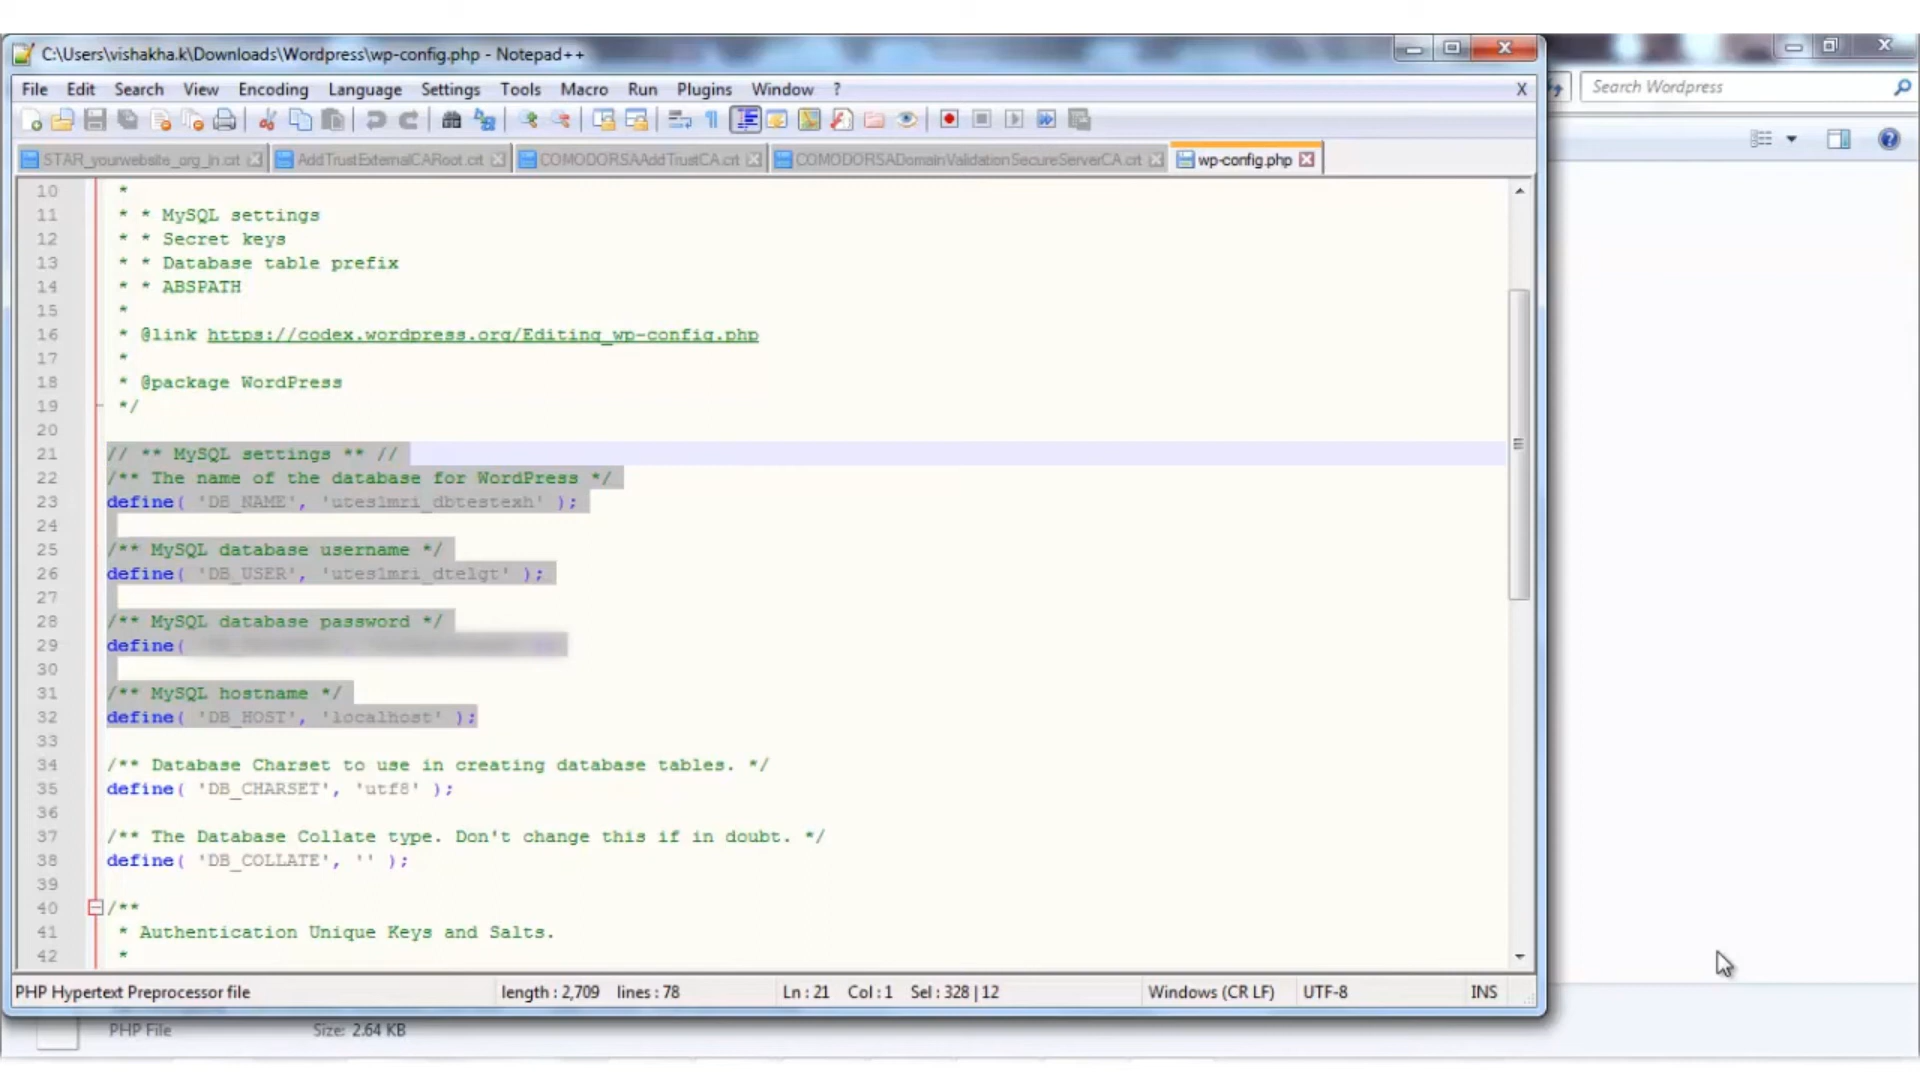 C:\Users\vishakha.k\Downloads\Wordpress\wp-config.php - Notepad++
File Edit Search View Encoding Language Settings Tools Macro Run Plugins Window ? X
Search Wordpress
STAR_yourwebsite_org_in.crt AddTrustExternalCARoot.crt COMODORSAAddTrustCA.crt COMODORSADomainValidationSecureServerCA.crt wp-config.php
10 *
11 * * MySQL settings
12 * * Secret keys
13 * * Database table prefix
14 * * ABSPATH
15 *
16 * @link https://codex.wordpress.org/Editing_wp-config.php
17 *
18 * @package WordPress
19 */
20
21 // ** MySQL settings ** //
22 /** The name of the database for WordPress */
23 define( 'DB_NAME', 'uteslmri_dbtestexh' );
24
25 /** MySQL database username */
26 define( 'DB_USER', 'uteslmri_dtelgt' );
27
28 /** MySQL database password */
29 define(
30
31 /** MySQL hostname */
32 define( 'DB_HOST', 'localhost' );
33
34 /** Database Charset to use in creating database tables. */
35 define( 'DB_CHARSET', 'utf8' );
36
37 /** The Database Collate type. Don't change this if in doubt. */
38 define( 'DB_COLLATE', '' );
39
40 /**
41 * Authentication Unique Keys and Salts.
42 *
PHP Hypertext Preprocessor file length : 2,709 lines : 78 Ln : 21 Col : 1 Sel : 328 | 12 Windows (CR LF) UTF-8 INS
PHP File Size: 2.64 KB